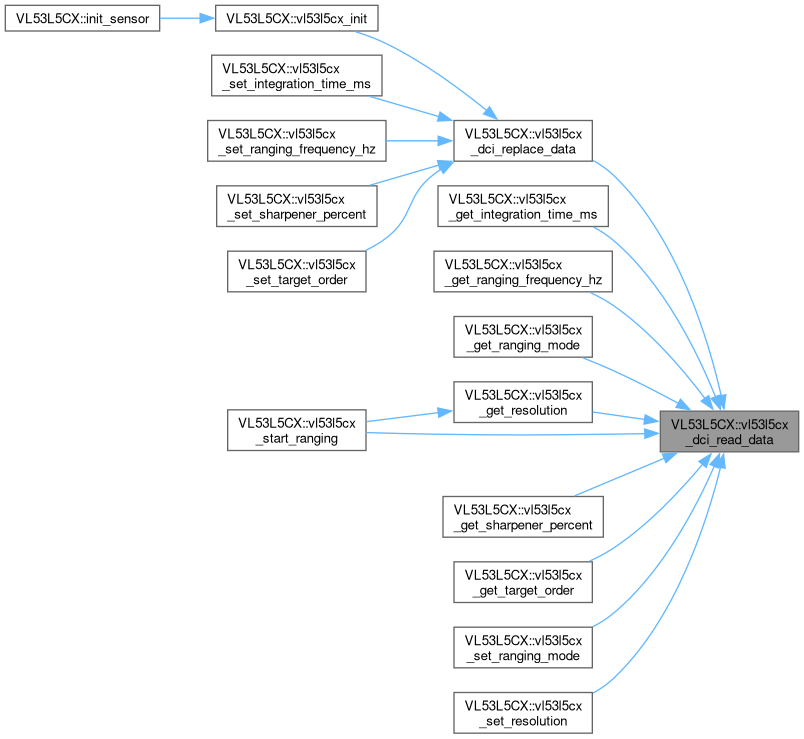 VL53L5CX::init_sensor
VL53L5CX::vl53l5cx_init
VL53L5CX::vl53l5cx
_set_integration_time_ms
VL53L5CX::vl53l5cx
_set_ranging_frequency_hz
VL53L5CX::vl53l5cx
_dci_replace_data
VL53L5CX::vl53l5cx
_set_sharpener_percent
VL53L5CX::vl53l5cx
_get_integration_time_ms
VL53L5CX::vl53l5cx
_set_target_order
VL53L5CX::vl53l5cx
_get_ranging_frequency_hz
VL53L5CX::vl53l5cx
_get_ranging_mode
VL53L5CX::vl53l5cx
_get_resolution
VL53L5CX::vl53l5cx
_start_ranging
VL53L5CX::vl53l5cx
_dci_read_data
VL53L5CX::vl53l5cx
_get_sharpener_percent
VL53L5CX::vl53l5cx
_get_target_order
VL53L5CX::vl53l5cx
_set_ranging_mode
VL53L5CX::vl53l5cx
_set_resolution